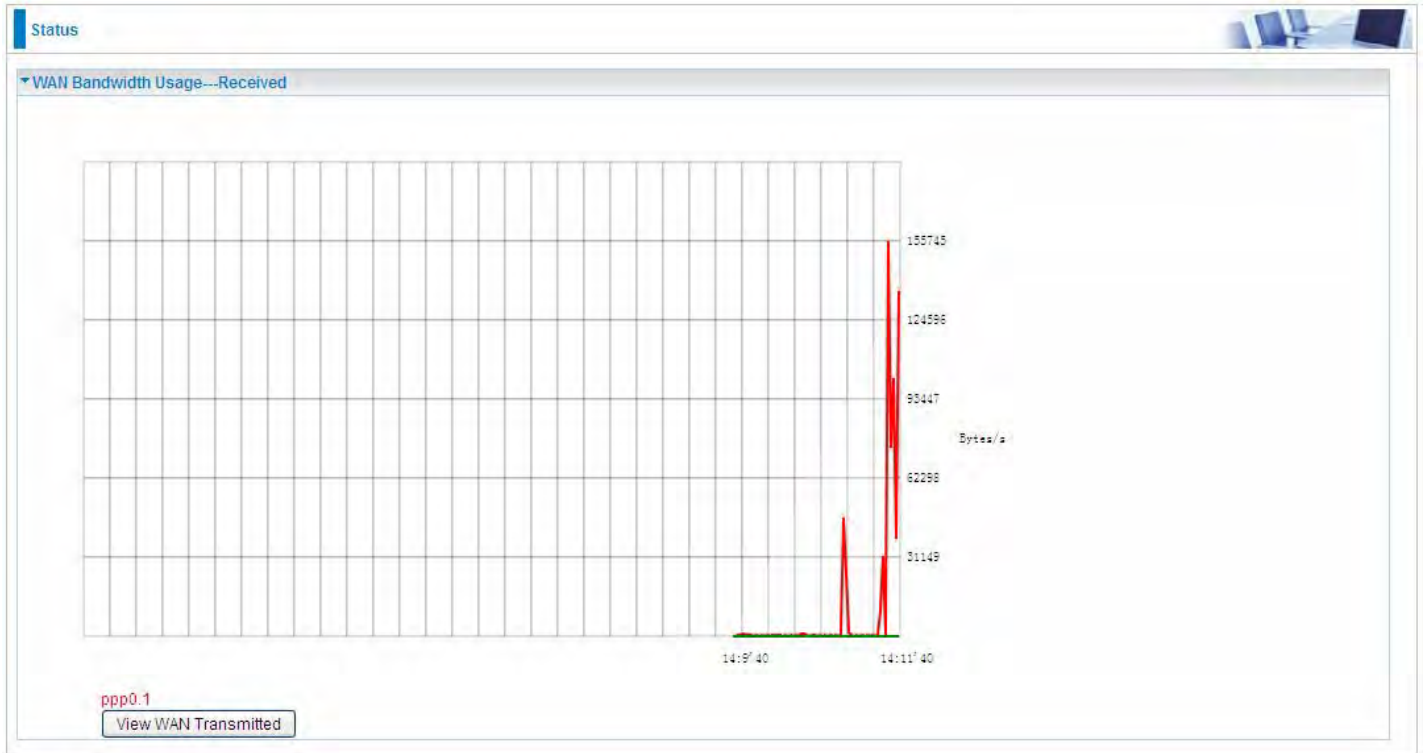 Status
WAN Bandwidth Usage---Received
155745
124596
93447
Bytes/s
62298
31149
14:9'40
14:11'40
ppp0.1
View WAN Transmitted